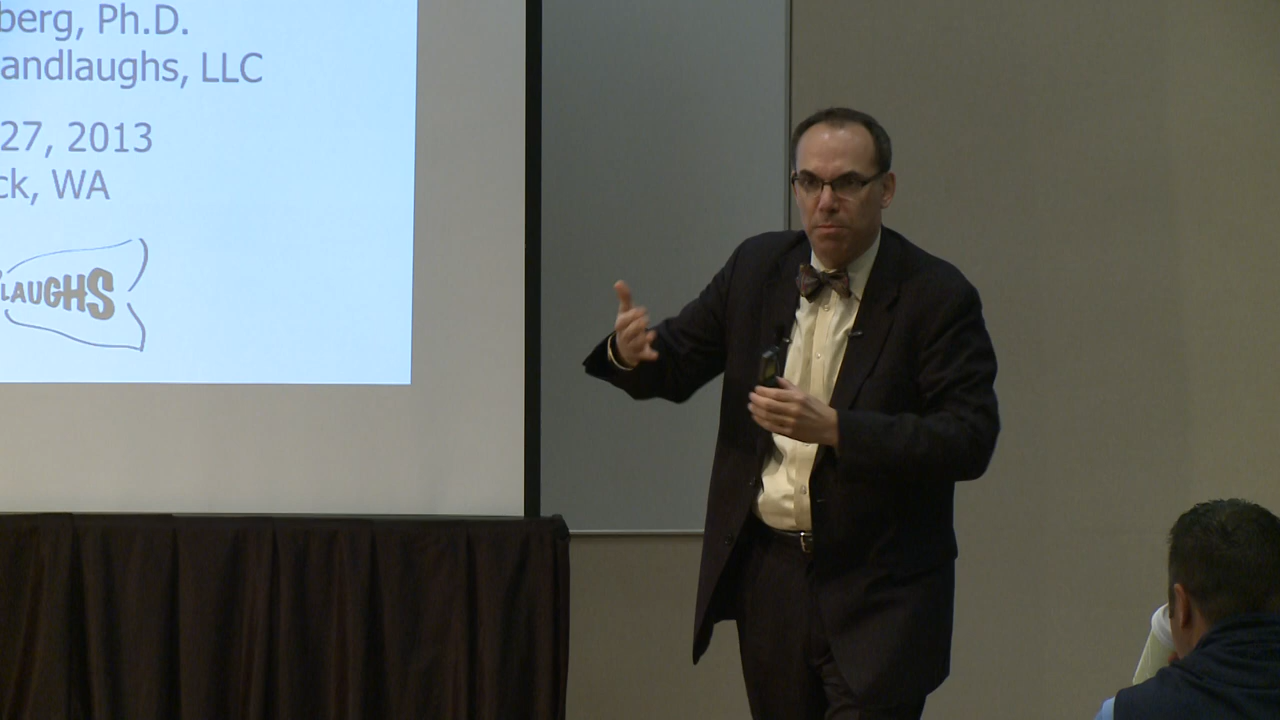 berg, Ph.D.
andlaughs, LLC
27, 2013
ck, WA
LAUGHS